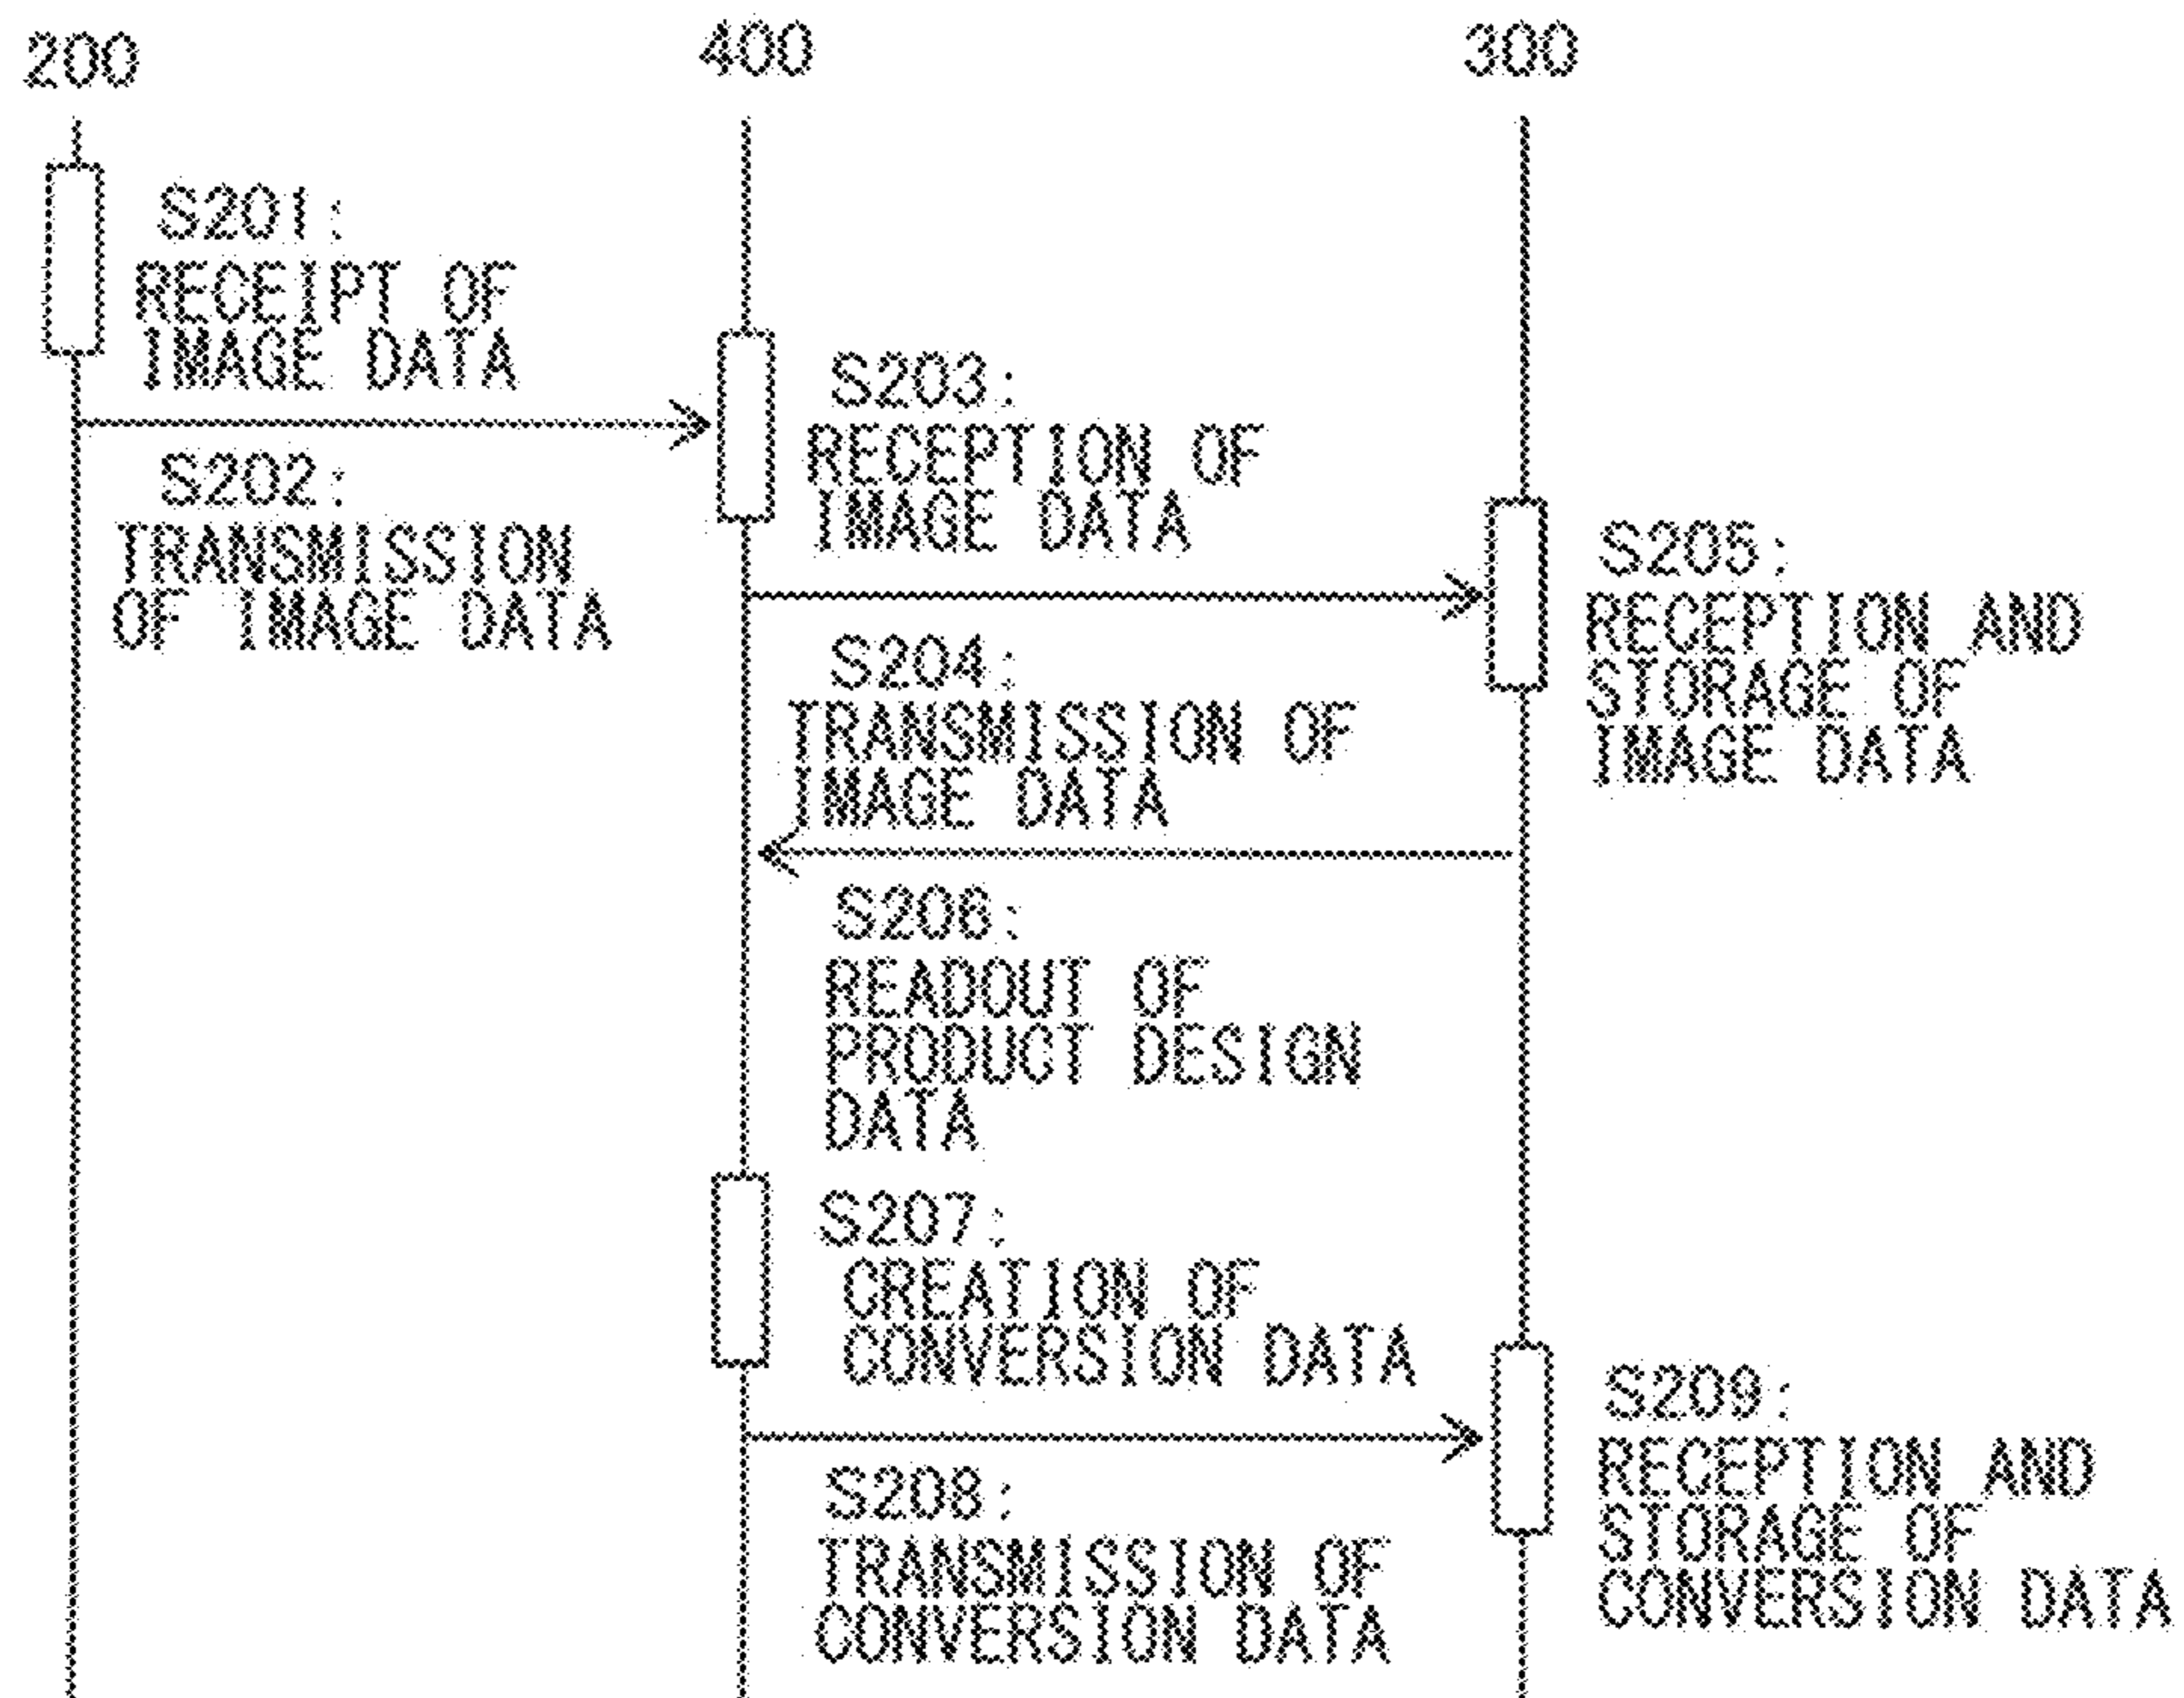 200
400
300
S201:
RECEIPT OF
IMAGE DATA
S202:
TRANSMISSION
OF IMAGE DATA
S203:
RECEPTION OF
IMAGE DATA
S204:
TRANSMISSION OF
IMAGE DATA
S205:
RECEPTION AND
STORAGE OF
IMAGE DATA
S206:
READOUT OF
PRODUCT DESIGN
DATA
S207:
CREATION OF
CONVERSION DATA
S208:
TRANSMISSION OF
CONVERSION DATA
S209:
RECEPTION AND
STORAGE OF
CONVERSION DATA